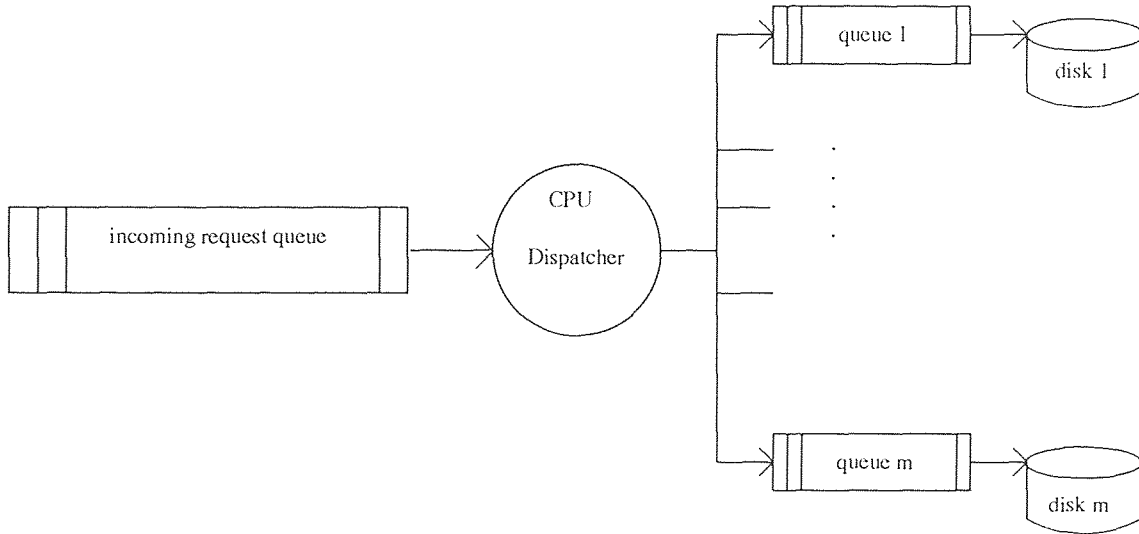 queue 1
disk 1
CPU
Dispatcher
incoming request queue
queue m
disk m